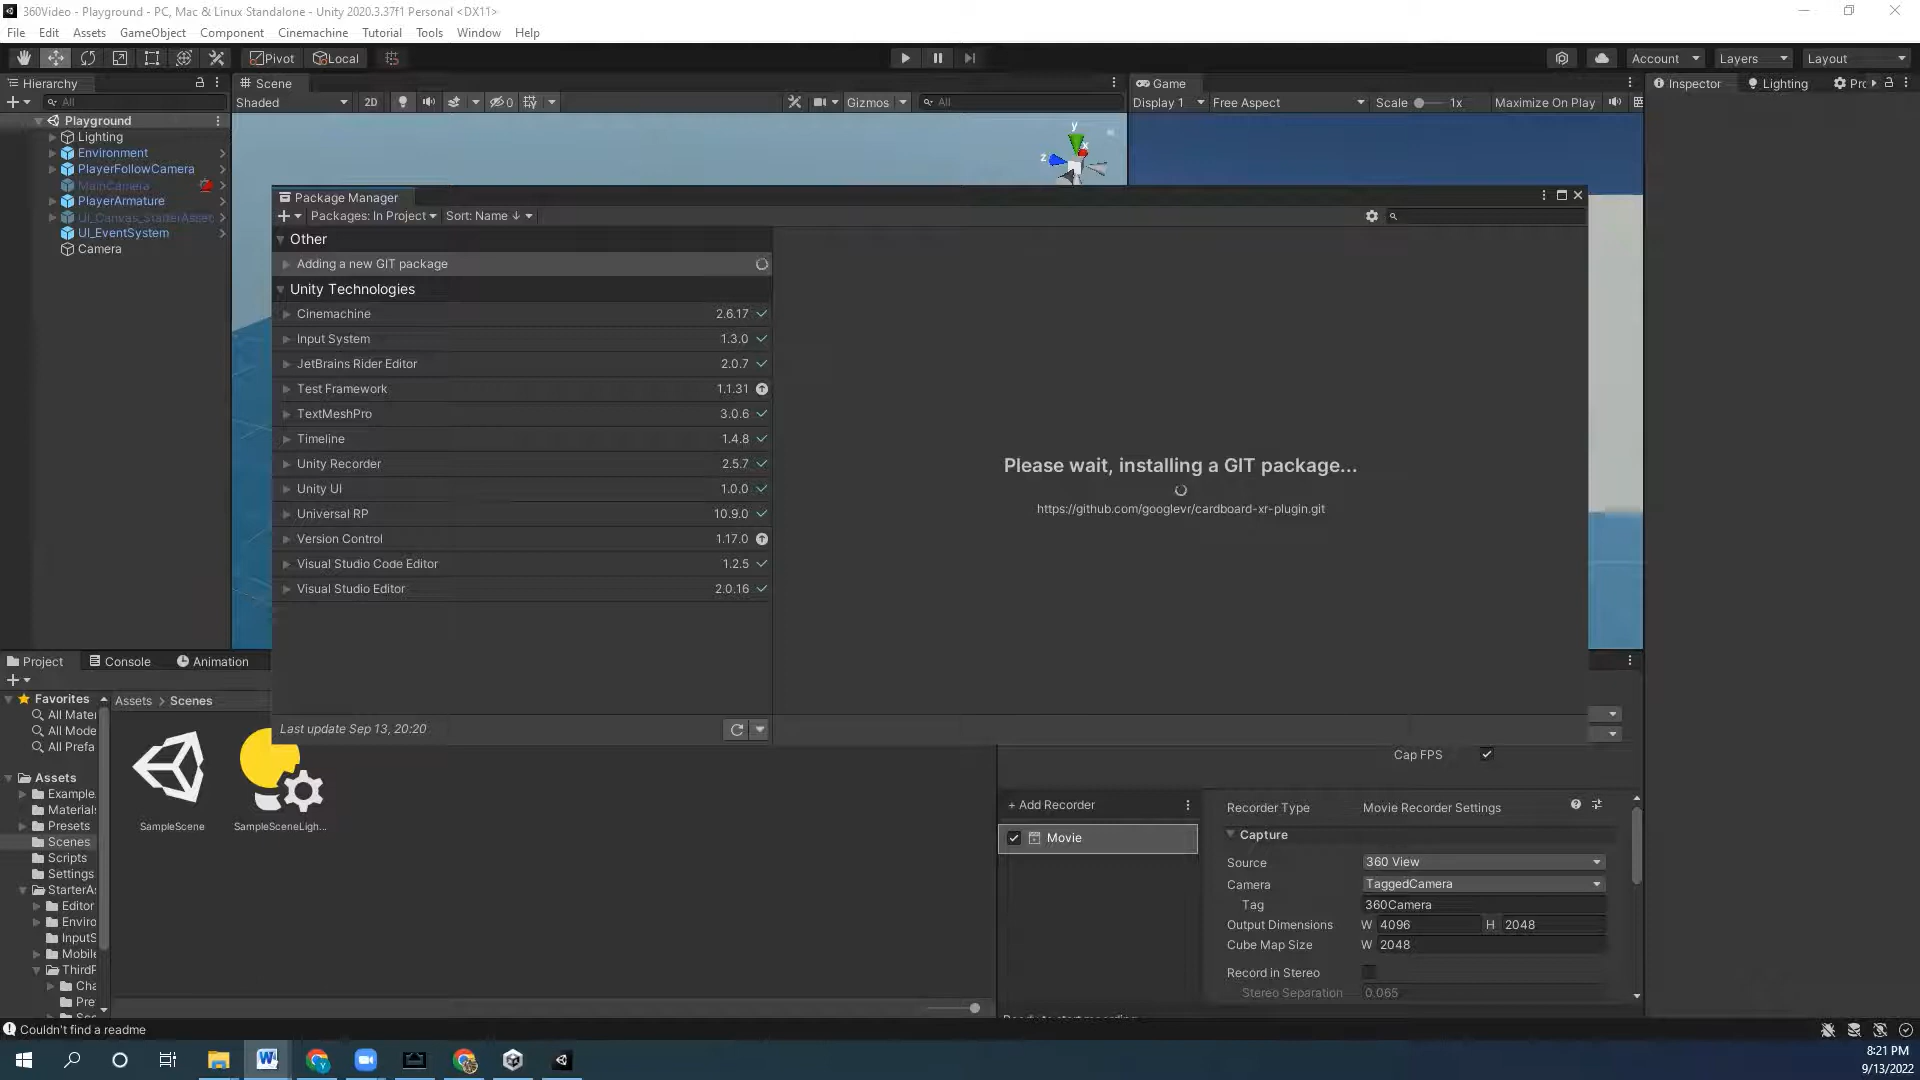 360Video - Playground - PC, Mac & Linux Standalone - Unity 2020.3.37f1 Personal <DX11>
File Edit Assets GameObject Component Cinemachine Tutorial Tools Window Help
Pivot Local Account Layers Layout
Hierarchy Scene Game Inspector Lighting
All Shaded 2D 0 Gizmos All Display 1 Free Aspect Scale 1x Maximize On Play
Playground
Lighting
Environment
PlayerFollowCamera
MainCamera
PlayerArmature
UI_Canvas_StarterAsset
UI_EventSystem
Camera
y
x
z
Package Manager
Packages: In Project Sort: Name ↓
Other
Adding a new GIT package
Unity Technologies
Cinemachine 2.6.17
Input System 1.3.0
JetBrains Rider Editor 2.0.7
Test Framework 1.1.31
TextMeshPro 3.0.6
Timeline 1.4.8
Unity Recorder 2.5.7
Unity UI 1.0.0
Universal RP 10.9.0
Version Control 1.17.0
Visual Studio Code Editor 1.2.5
Visual Studio Editor 2.0.16
Last update Sep 13, 20:20
Please wait, installing a GIT package...
https://github.com/googlevr/cardboard-xr-plugin.git
Project Console Animation
Favorites
All Mater
All Mode
All Prefa
Assets
Example
Materials
Presets
Scenes
Scripts
Settings
StarterAs
Editor
Enviro
InputS
Mobile
ThirdP
Cha
Pre
Assets > Scenes
SampleScene
SampleSceneLigh...
Cap FPS
+ Add Recorder
Movie
Recorder Type Movie Recorder Settings
Capture
Source 360 View
Camera TaggedCamera
Tag 360Camera
Output Dimensions W 4096 H 2048
Cube Map Size W 2048
Record in Stereo
Stereo Separation 0.065
Couldn't find a readme
8:21 PM
9/13/2022